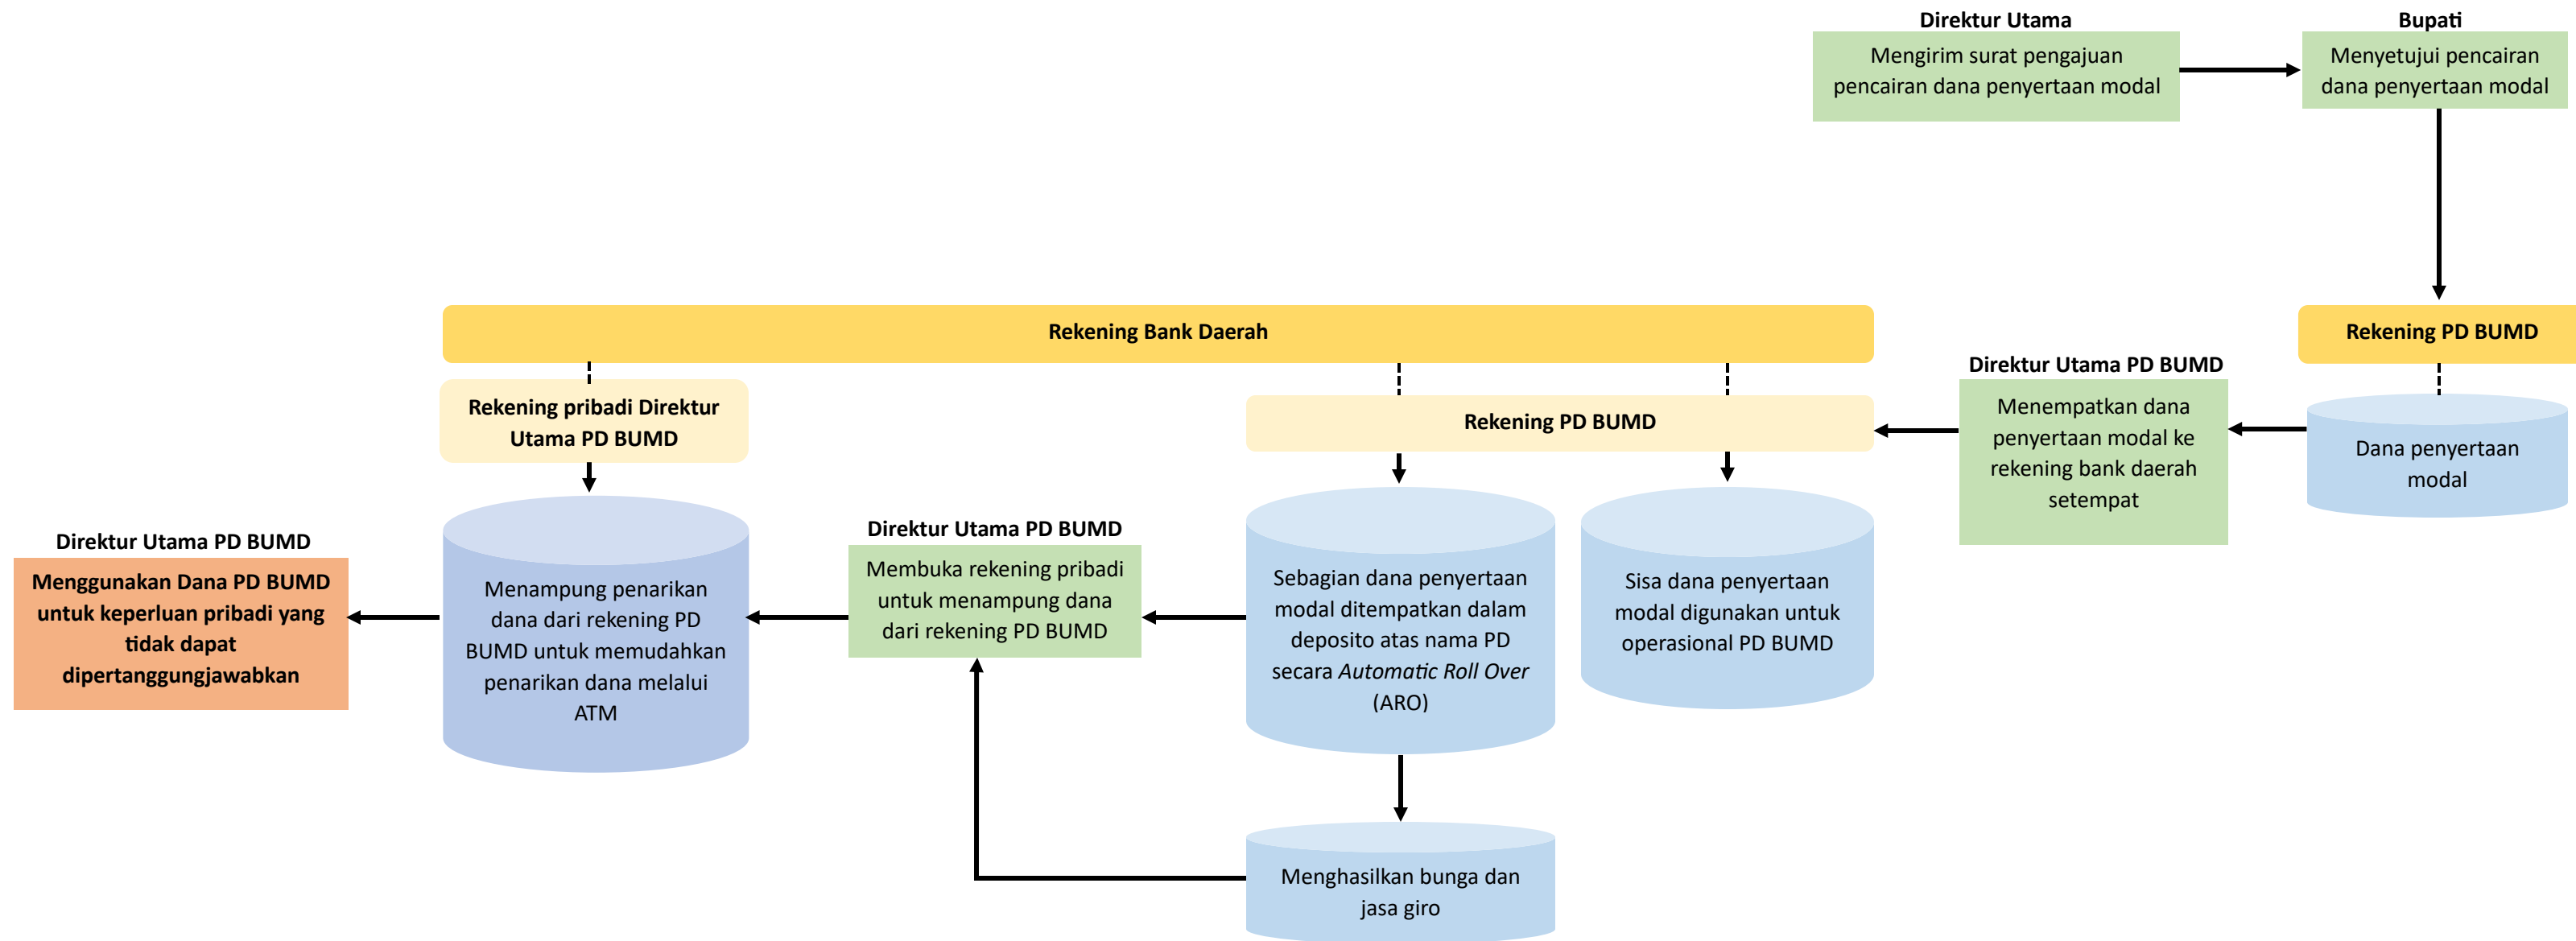 Direktur Utama
Mengirim surat pengajuan
pencairan dana penyertaan modal
Bupati
Menyetujui pencairan
dana penyertaan modal
Rekening Bank Daerah
Rekening PD BUMD
Direktur Utama PD BUMD
Menempatkan dana
penyertaan modal ke
rekening bank daerah
setempat
Dana penyertaan
modal
Rekening pribadi Direktur
Utama PD BUMD
Rekening PD BUMD
Direktur Utama PD BUMD
Menggunakan Dana PD BUMD
untuk keperluan pribadi yang
tidak dapat
dipertanggungjawabkan
Menampung penarikan
dana dari rekening PD
BUMD untuk memudahkan
penarikan dana melalui
ATM
Direktur Utama PD BUMD
Membuka rekening pribadi
untuk menampung dana
dari rekening PD BUMD
Sebagian dana penyertaan
modal ditempatkan dalam
deposito atas nama PD
secara Automatic Roll Over
(ARO)
Sisa dana penyertaan
modal digunakan untuk
operasional PD BUMD
Menghasilkan bunga dan
jasa giro